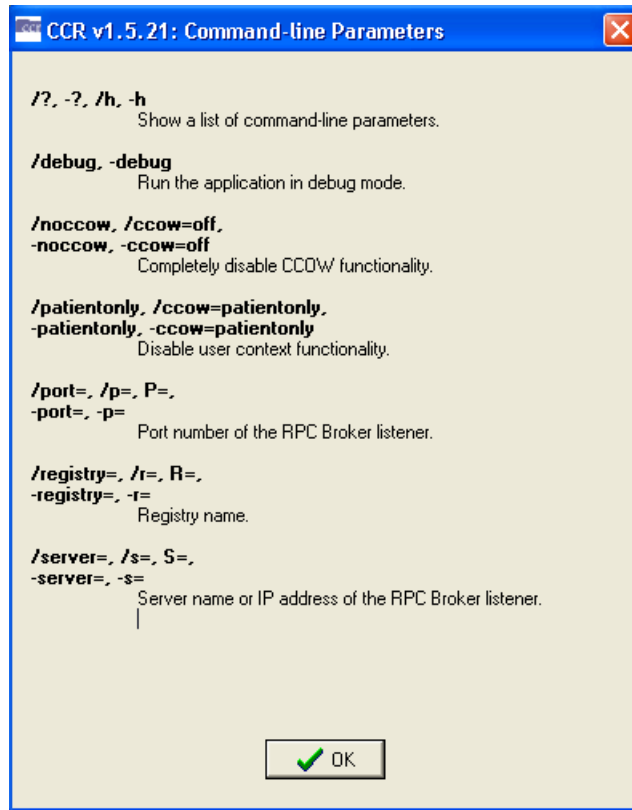 CCR CCR v1.5.21: Command-line Parameters
/?, -?, /h, -h
Show a list of command-line parameters.
/debug, -debug
Run the application in debug mode.
/noccow, /ccow=off,
-noccow, -ccow=off
Completely disable CCOW functionality.
/patientonly, /ccow=patientonly,
-patientonly, -ccow=patientonly
Disable user context functionality.
/port=, /p=, P=,
-port=, -p=
Port number of the RPC Broker listener.
/registry=, /r=, R=,
-registry=, -r=
Registry name.
/server=, /s=, S=,
-server=, -s=
Server name or IP address of the RPC Broker listener.
OK